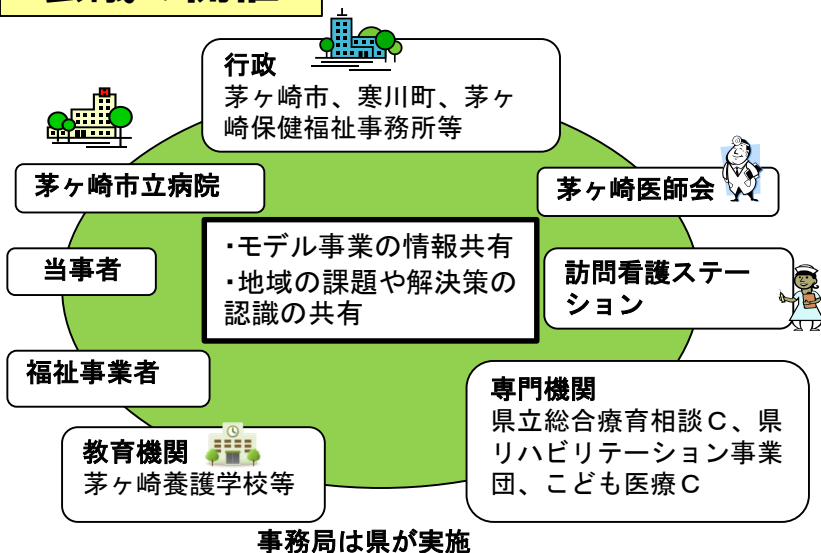 行政
茅ヶ崎市、寒川町、茅ヶ
崎保健福祉事務所等
茅ヶ崎市立病院
茅ヶ崎医師会
・モデル事業の情報共有
・地域の課題や解決策の
認識の共有
当事者
訪問看護ステー
ション
福祉事業者
専門機関
県立総合療育相談C、県
リハビリテーション事業
団、こども医療C
教育機関
茅ヶ崎養護学校等
事務局は県が実施